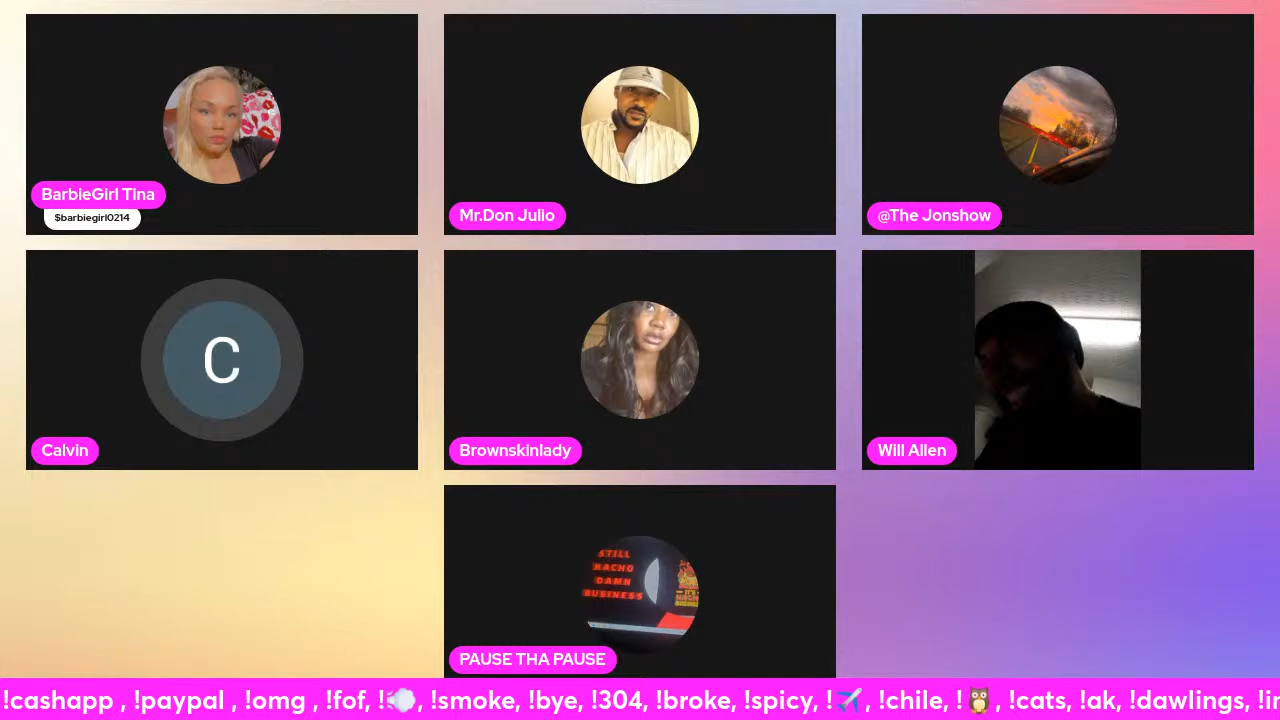 BarbieGirl Tina
$barbiegirl0214
Mr.Don Julio
@The Jonshow
C
Calvin
Brownskinlady
Will Allen
STILL
NACHO
DAMN
BUSINESS
PAUSE THA PAUSE
!cashapp , !paypal , !omg , !fof, !💨, !smoke, !bye, !304, !broke, !spicy, !✈️, !chile, !🦉, !cats, !ak, !dawlings,